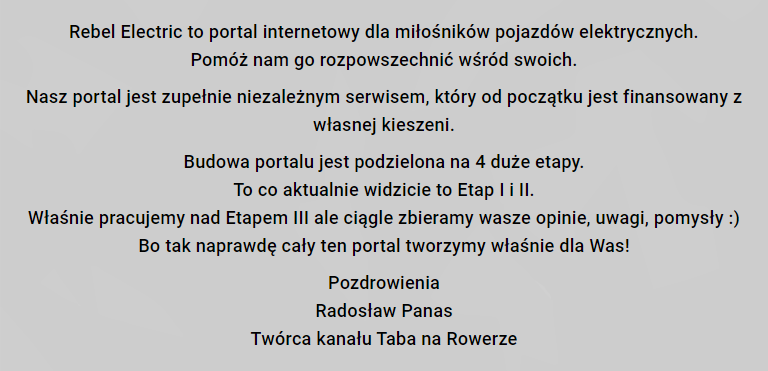 Rebel Electric to portal internetowy dla miłośników pojazdów elektrycznych.
Pomóż nam go rozpowszechnić wśród swoich.
Nasz portal jest zupełnie niezależnym serwisem, który od początku jest finansowany z
własnej kieszeni.
Budowa portalu jest podzielona na 4 duże etapy.
To co aktualnie widzicie to Etap I i II.
Właśnie pracujemy nad Etapem III ale ciągle zbieramy wasze opinie, uwagi, pomysły :)
Bo tak naprawdę cały ten portal tworzymy właśnie dla Was!
Pozdrowienia
Radosław Panas
Twórca kanału Taba na Rowerze